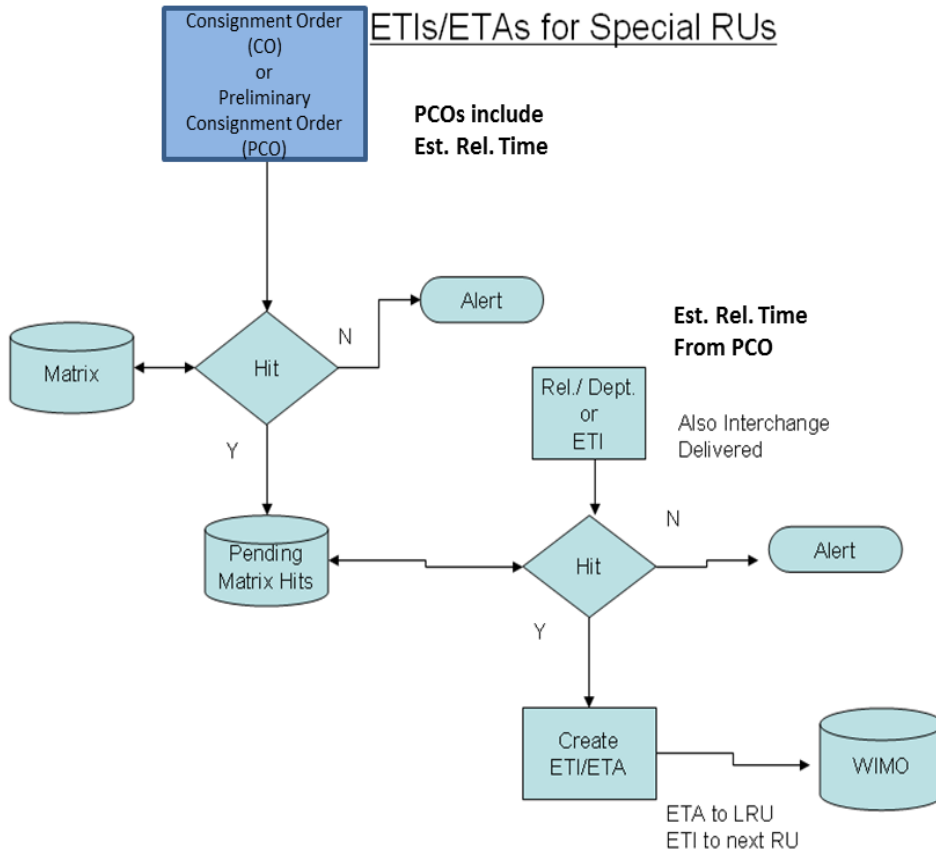 ETIs/ETAs for Special RUs
Consignment Order
(CO)
or
Preliminary
Consignment Order
(PCO)
PCOs include
Est. Rel. Time
Alert
N
Matrix
Hit
Y
Est. Rel. Time
From PCO
Rel./ Dept.
or
ETI
Also Interchange
Delivered
Pending
Matrix Hits
Hit
N
Alert
Y
Create
ETI/ETA
WIMO
ETA to LRU
ETI to next RU